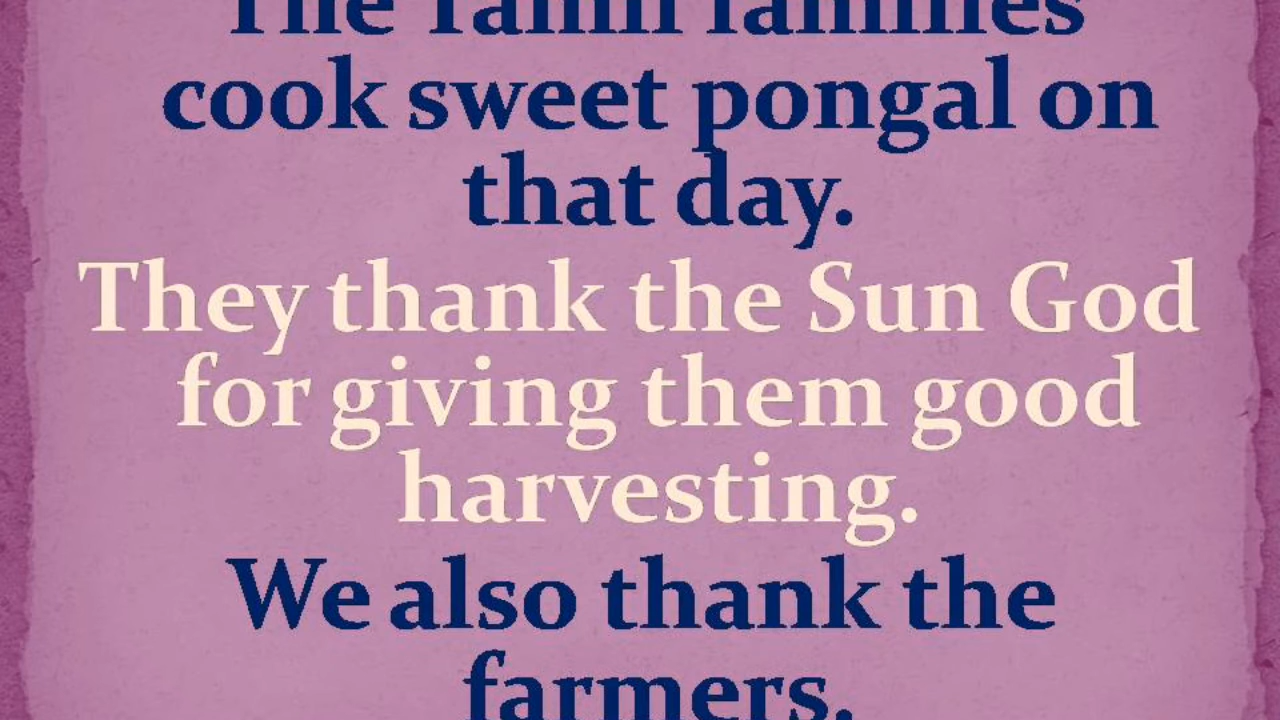 The Tamil families
cook sweet pongal on
that day.
They thank the Sun God
for giving them good
harvesting.
We also thank the
farmers.